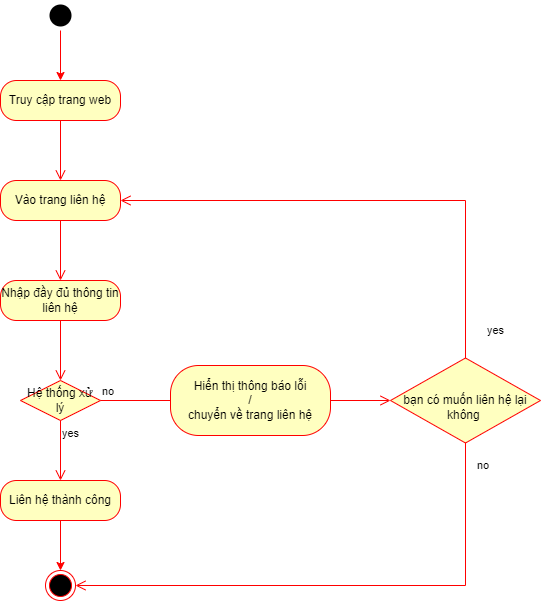 Truy cập trang web
Vào trang liên hệ
Nhập đầy đủ thông tin
liên hệ
Hệ thống xử
lý
no
yes
Hiển thị thông báo lỗi
/
chuyển về trang liên hệ
bạn có muốn liên hệ lại
không
yes
no
Liên hệ thành công